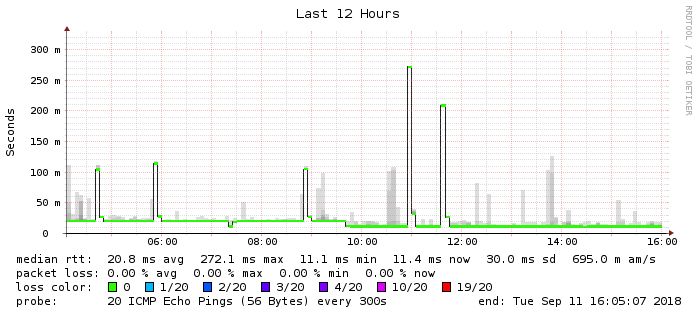 Last 12 Hours
RRDTOOL / TOBI OETIKER
Seconds
300 m
250 m
200 m
150 m
100 m
50 m
0
06:00 08:00 10:00 12:00 14:00 16:00
median rtt: 20.8 ms avg 272.1 ms max 11.1 ms min 11.4 ms now 30.0 ms sd 695.0 m am/s
packet loss: 0.00 % avg 0.00 % max 0.00 % min 0.00 % now
loss color: 0 1/20 2/20 3/20 4/20 10/20 19/20
probe: 20 ICMP Echo Pings (56 Bytes) every 300s end: Tue Sep 11 16:05:07 2018